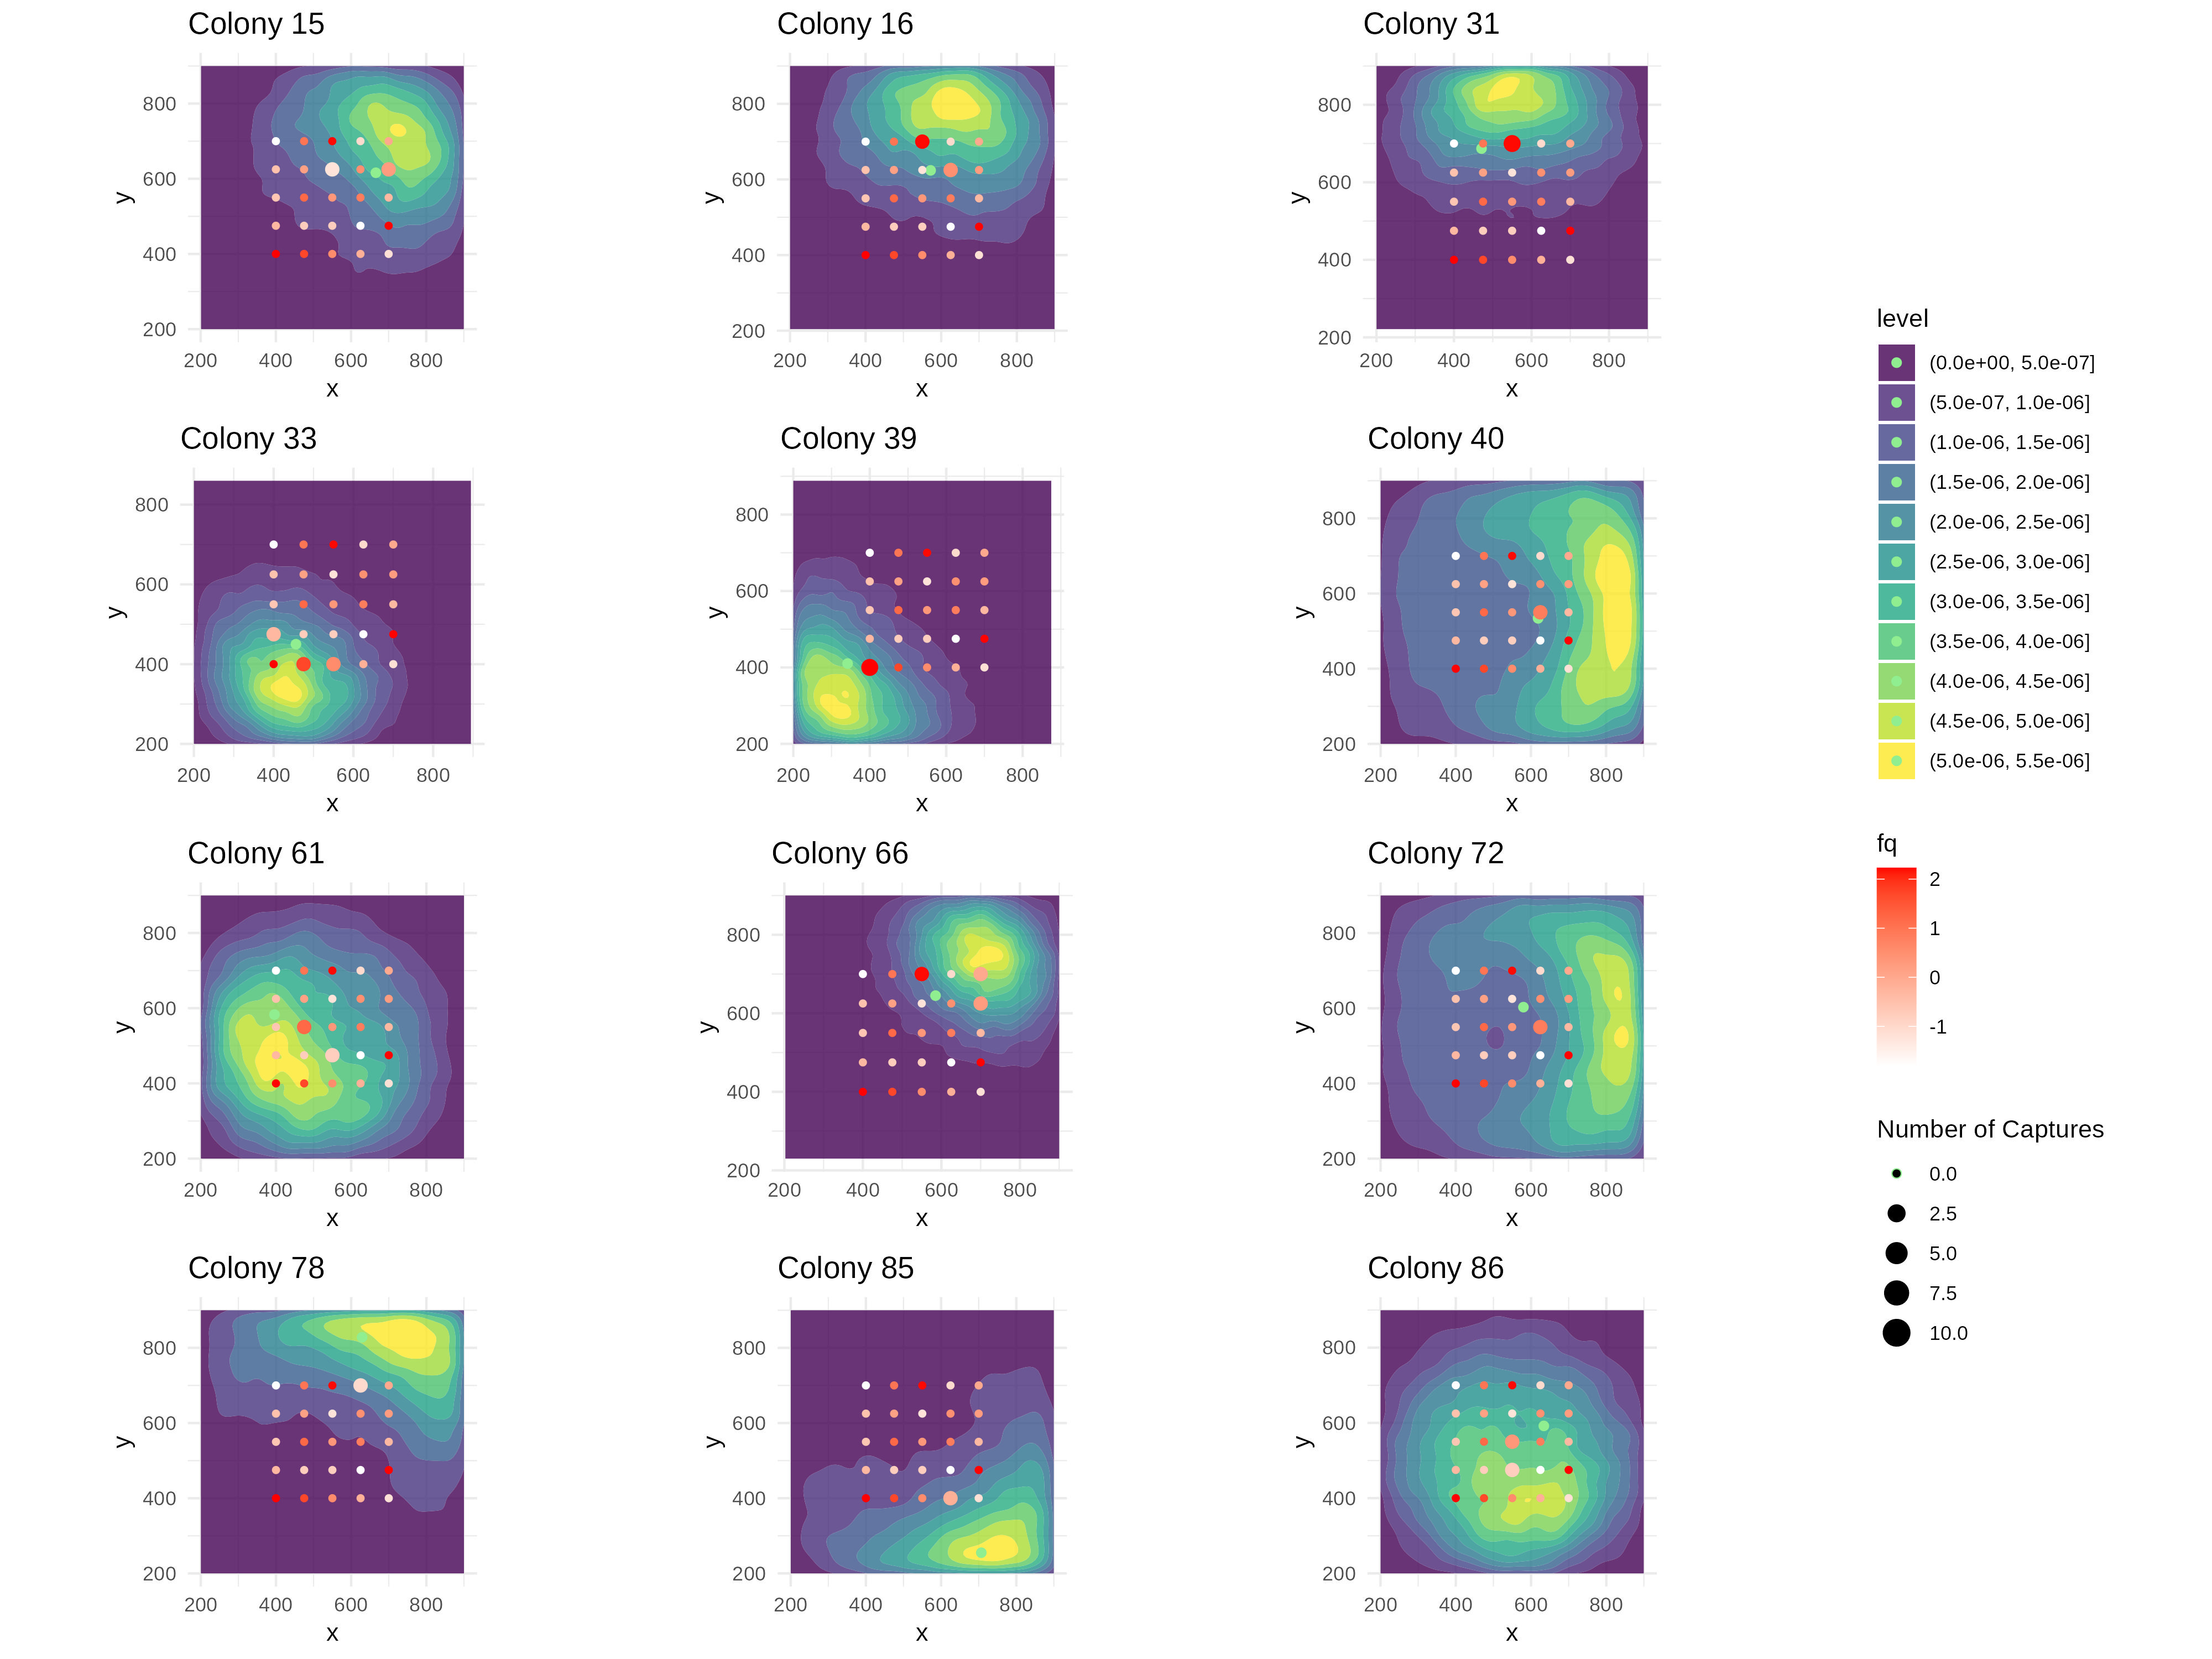 Colony 15
y
800
600
400
200
200 400 600 800
x
Colony 16
y
800
600
400
200
200 400 600 800
x
Colony 31
y
800
600
400
200
200 400 600 800
x
Colony 33
y
800
600
400
200
200 400 600 800
x
Colony 39
y
800
600
400
200
200 400 600 800
x
Colony 40
y
800
600
400
200
200 400 600 800
x
Colony 61
y
800
600
400
200
200 400 600 800
x
Colony 66
y
800
600
400
200
200 400 600 800
x
Colony 72
y
800
600
400
200
200 400 600 800
x
Colony 78
y
800
600
400
200
200 400 600 800
x
Colony 85
y
800
600
400
200
200 400 600 800
x
Colony 86
y
800
600
400
200
200 400 600 800
x
level
(0.0e+00, 5.0e-07]
(5.0e-07, 1.0e-06]
(1.0e-06, 1.5e-06]
(1.5e-06, 2.0e-06]
(2.0e-06, 2.5e-06]
(2.5e-06, 3.0e-06]
(3.0e-06, 3.5e-06]
(3.5e-06, 4.0e-06]
(4.0e-06, 4.5e-06]
(4.5e-06, 5.0e-06]
(5.0e-06, 5.5e-06]
fq
2
1
0
-1
Number of Captures
0.0
2.5
5.0
7.5
10.0